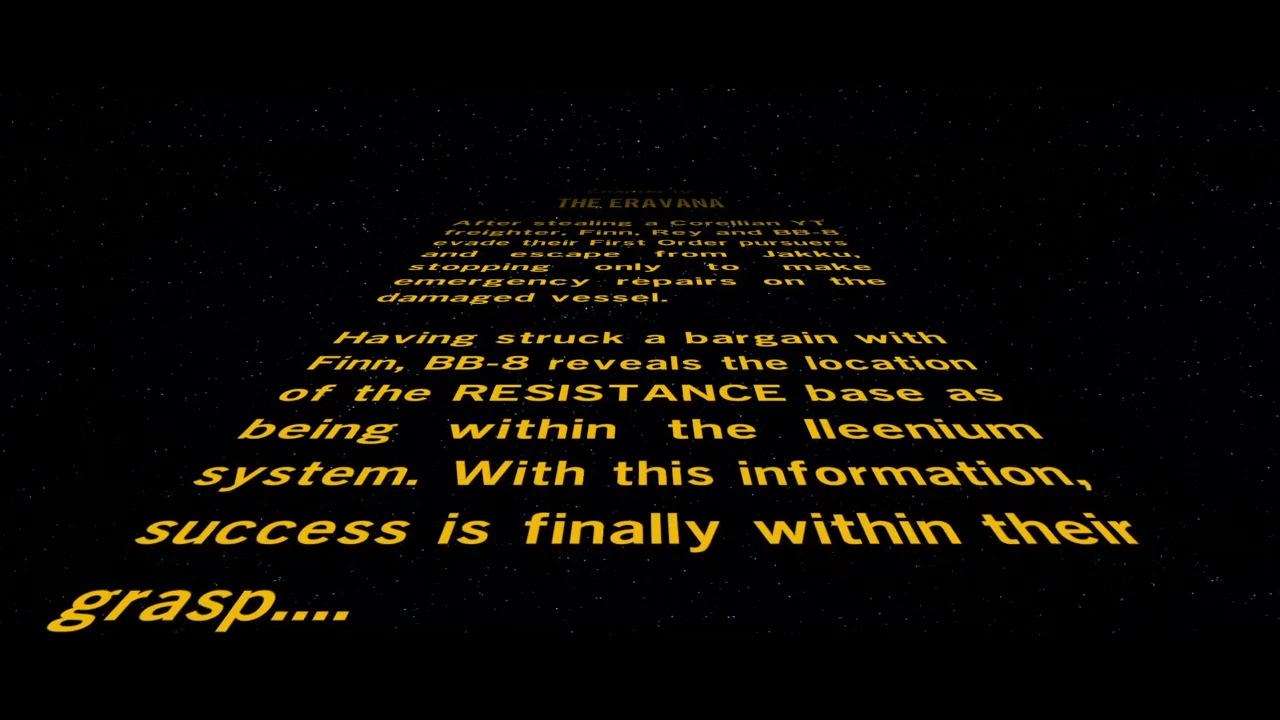 THE ERAVANA
After stealing a Corellian YT
freighter, Finn, Rey and BB-8
evade their First Order pursuers
and escape from Jakku,
stopping only to make
emergency repairs on the
damaged vessel.
Having struck a bargain with
Finn, BB-8 reveals the location
of the RESISTANCE base as
being within the Ileenium
system. With this information,
success is finally within their
grasp....